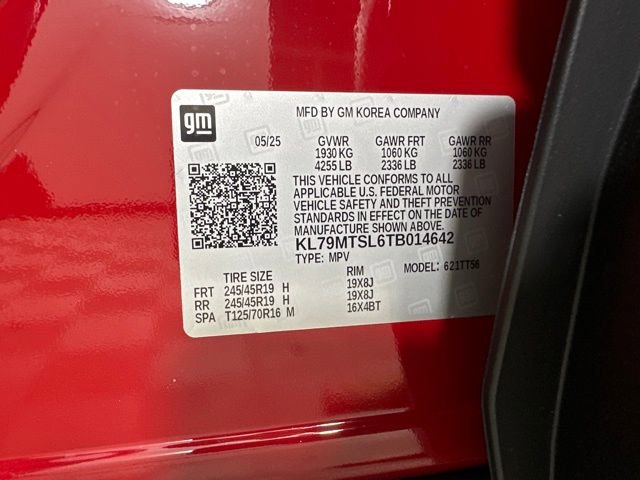 gm
MFD BY GM KOREA COMPANY
05/25 GVWR GAWR FRT GAWR RR
1930 KG 1060 KG 1060 KG
4255 LB 2336 LB 2336 LB
THIS VEHICLE CONFORMS TO ALL
APPLICABLE U.S. FEDERAL MOTOR
VEHICLE SAFETY AND THEFT PREVENTION
STANDARDS IN EFFECT ON THE DATE OF
MANUFACTURE SHOWN ABOVE.
KL79MTSL6TB014642
TYPE: MPV MODEL: 621TT56
TIRE SIZE RIM
FRT 245/45R19 H 19X8J
RR 245/45R19 H 19X8J
SPA T125/70R16 M 16X4BT